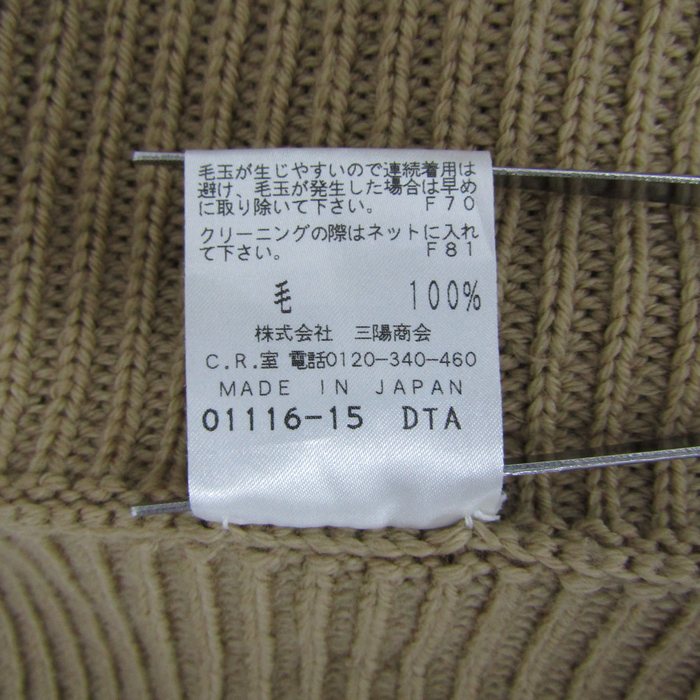 毛玉が生じやすいので連続着用は
避け、毛玉が発生した場合は早め
に取り除いて下さい。 F70
クリーニングの際はネットに入れ
て下さい。 F81
毛 100%
株式会社 三陽商会
C.R.室 電話0120-340-460
MADE IN JAPAN
01116-15 DTA